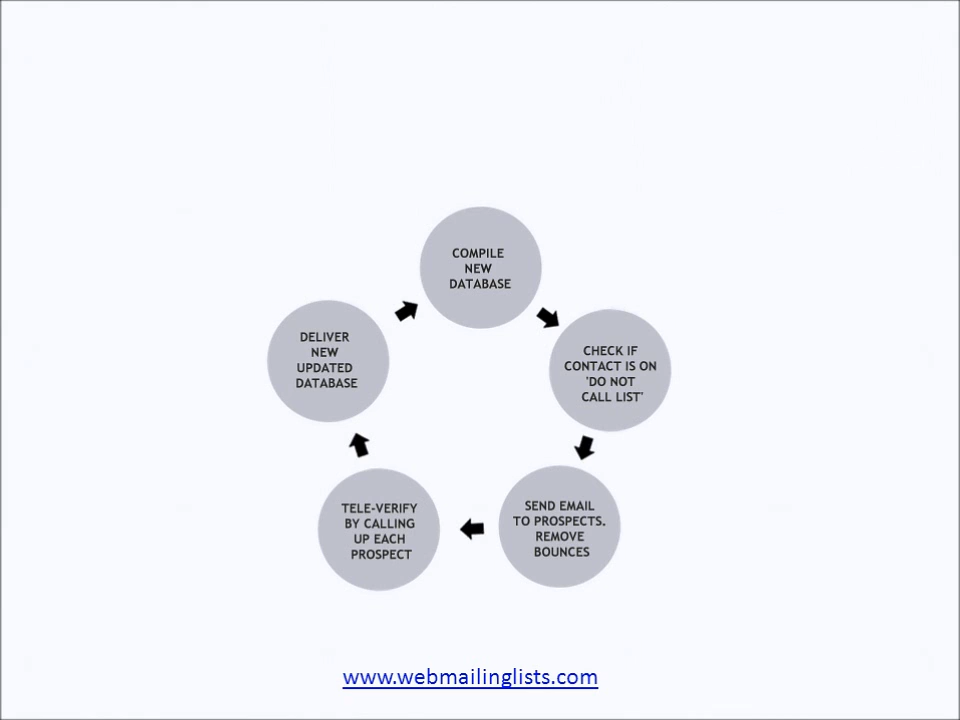 COMPILE
NEW
DATABASE
CHECK IF
CONTACT IS ON
'DO NOT
CALL LIST'
SEND EMAIL
TO PROSPECTS.
REMOVE
BOUNCES
TELE-VERIFY
BY CALLING
UP EACH
PROSPECT
DELIVER
NEW
UPDATED
DATABASE
www.webmailinglists.com